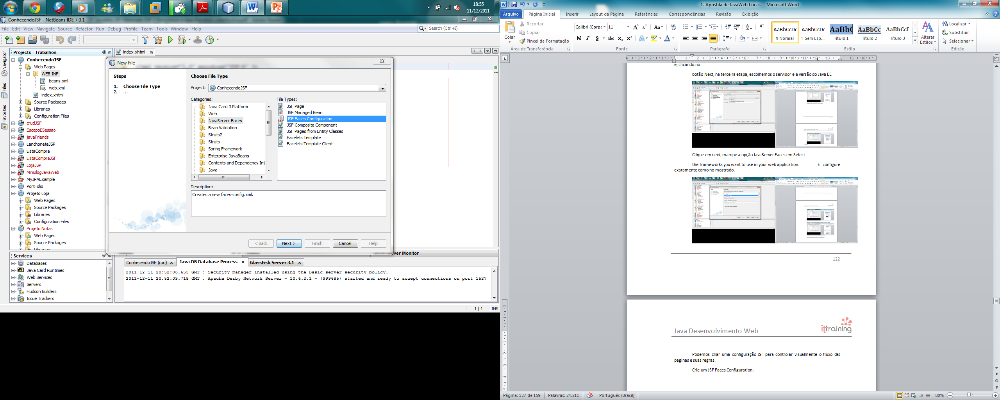 18:55
11/12/2011
ConhecendoJSF - NetBeans IDE 7.0.1
File Edit View Navigate Source Refactor Run Debug Profile Team Tools Window Help
Search (Ctrl+I)
Navigator
Files
Favorites
Projects - Trabalhos
ConhecendoJSF
Web Pages
WEB-INF
beans.xml
web.xml
index.xhtml
Source Packages
Libraries
Configuration Files
crudJSF
EscopoESessao
javaFriends
LanchoneteJSP
ListaCompra
ListaCompraJSF
LojaJSP
MiniBlogJavaWeb
MyJPAExample
PortFolio
Projeto Loja
Web Pages
Source Packages
Libraries
Configuration Files
Projeto Notas
Web Pages
Source Packages
Libraries
Services
Databases
Java Card Runtimes
Web Services
Servers
Hudson Builders
Issue Trackers
index.xhtml
New File
Steps
1. Choose File Type
2. ...
Choose File Type
Project: ConhecendoJSF
Categories:
Java Card 3 Platform
Web
JavaServer Faces
Bean Validation
Struts2
Struts
Spring Framework
Enterprise JavaBeans
Contexts and Dependency Inj
Java
File Types:
JSF Page
JSF Managed Bean
JSF Faces Configuration
JSF Composite Component
JSF Pages from Entity Classes
Facelets Template
Facelets Template Client
Description:
Creates a new faces-config.xml.
< Back Next > Finish Cancel Help
Monitor
ConhecendoJSF (run) Java DB Database Process GlassFish Server 3.1
2011-12-11 20:52:06.653 GMT : Security manager installed using the Basic server security policy.
2011-12-11 20:52:09.718 GMT : Apache Derby Network Server - 10.6.2.1 - (999685) started and ready to accept connections on port 1527
1 | 1 INS
1. Apostila de JavaWeb Lucas - Microsoft Word
Arquivo Página Inicial Inserir Layout da Página Referências Correspondências Revisão Exibição
Colar
Recortar
Copiar
Pincel de Formatação
Área de Transferência
Calibri (Corpo 11
N I S abc x₂ x²
Fonte
Parágrafo
AaBbCcDc AaBbCcDc AaBbC AaBbCc AaBbCcI
¶ Normal ¶ Sem Esp... Título 1 Título 2 Título 3
Alterar Estilos
Estilo
Localizar
Substituir
Selecionar
Edição
e, clicando no
botão Next, na terceira etapa, escolhemos o servidor e a versão do Java EE
Clique em next, marque a opção JavaServer Faces em Select
the frameworks you want to use in your web application. E configure
exatamente como no mostrado.
122
Java Desenvolvimento Web
ittraining
Podemos criar uma configuração JSF para controlar visualmente o fluxo das
paginas e suas regras.
Crie um JSF Faces Configuration;
Página: 127 de 159 Palavras: 24.211 Português (Brasil) 80%